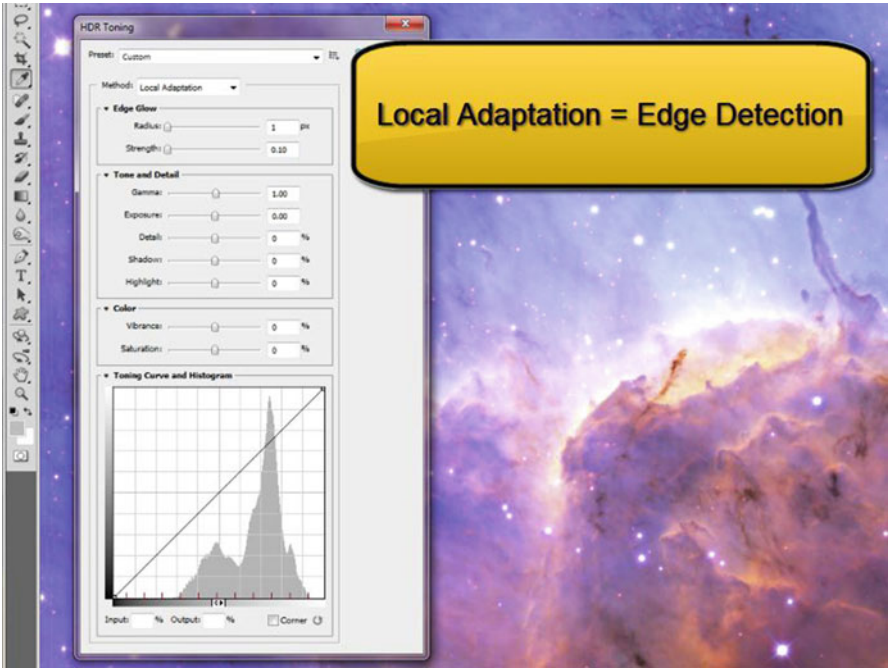 HDR Toning
Preset: Custom
Local Adaptation = Edge Detection
Method: Local Adaptation
Edge Glow
Radius: 1 px
Strength: 0.10
Tone and Detail
Gamma: 1.00
Exposure: 0.00
Detail: 0 %
Shadow: 0 %
Highlight: 0 %
Color
Vibrance: 0 %
Saturation: 0 %
Toning Curve and Histogram
Input: % Output: % Corner